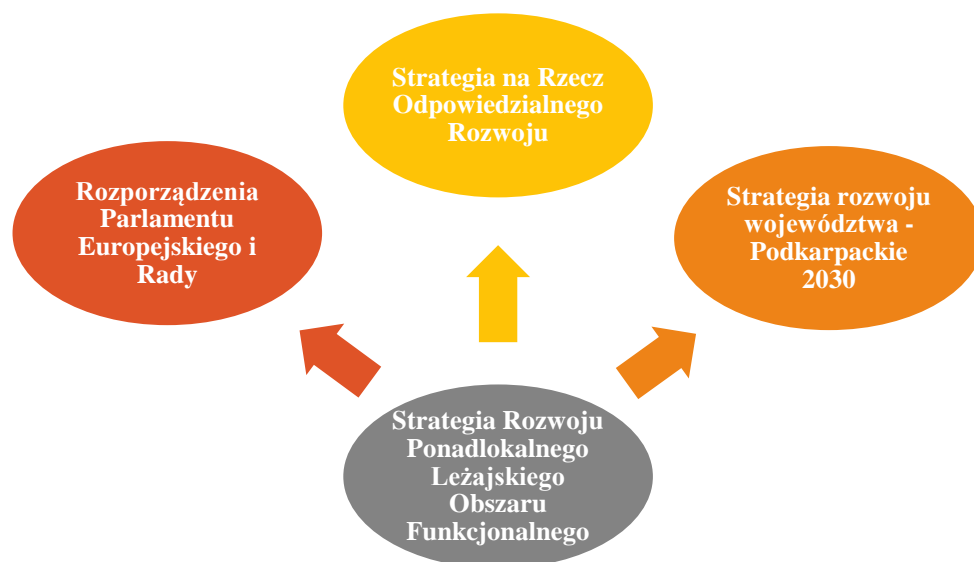 Strategia na Rzecz
Odpowiedzialnego
Rozwoju
Rozporządzenia
Parlamentu
Europejskiego i
Rady
Strategia rozwoju
województwa -
Podkarpackie
2030
Strategia Rozwoju
Ponadlokalnego
Leżajskiego
Obszaru
Funkcjonalnego